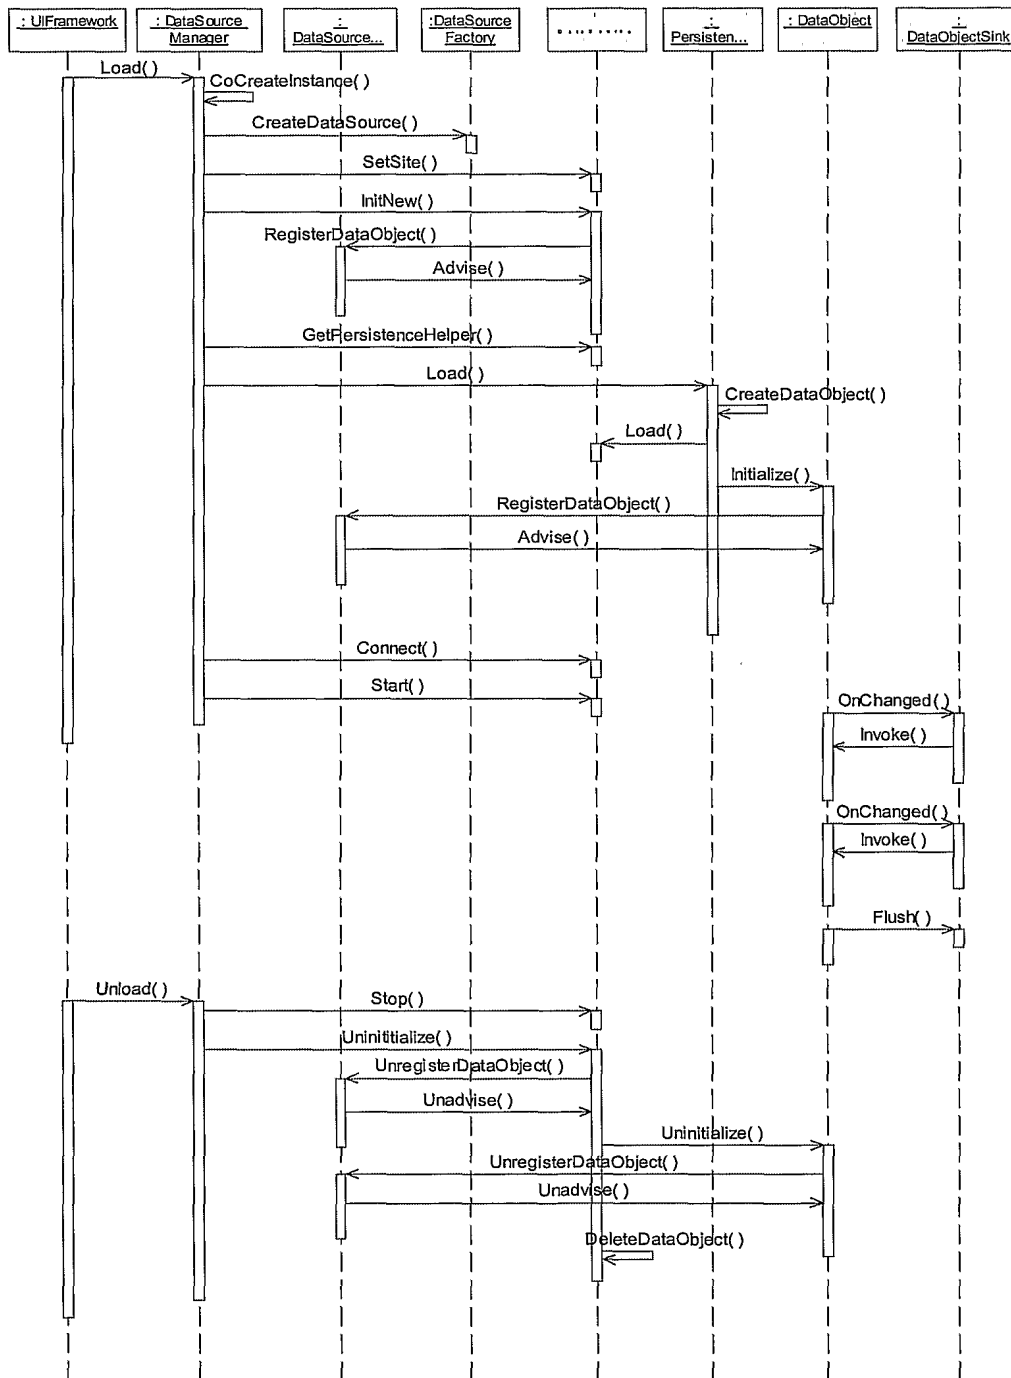 : UIFramework
: DataSource
Manager
:
DataSource...
:DataSource
Factory
:
Persisten...
: DataObject
:
DataObjectSink
Load( )
CoCreateInstance( )
CreateDataSource( )
SetSite( )
InitNew( )
RegisterDataObject( )
Advise( )
GetPersistenceHelper( )
Load( )
CreateDataObject( )
Load( )
Initialize( )
RegisterDataObject( )
Advise( )
Connect( )
Start( )
OnChanged( )
Invoke( )
OnChanged( )
Invoke( )
Flush( )
Unload( )
Stop( )
Uninititialize( )
UnregisterDataObject( )
Unadvise( )
Uninitialize( )
UnregisterDataObject( )
Unadvise( )
DeleteDataObject( )